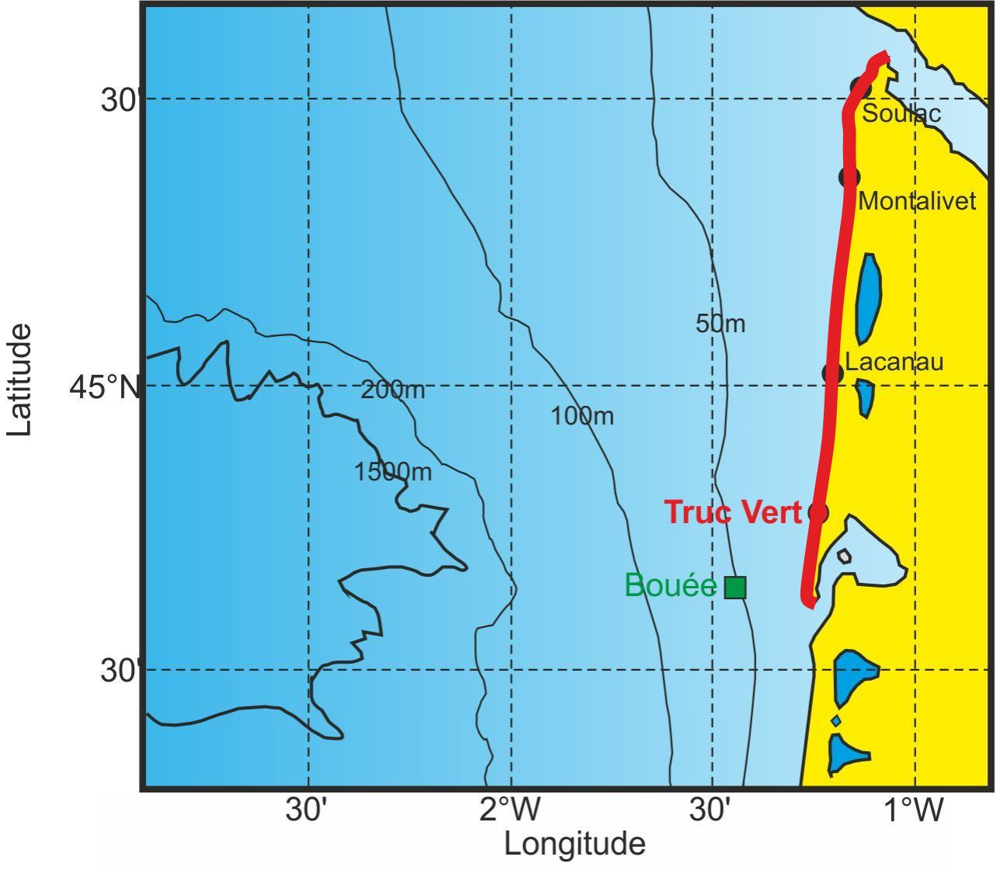 30'
Soulac
Montalivet
50m
Lacanau
45°N
200m
100m
1500m
Truc Vert
Bouée
30'
30'
2°W
30'
1°W
Longitude
Latitude